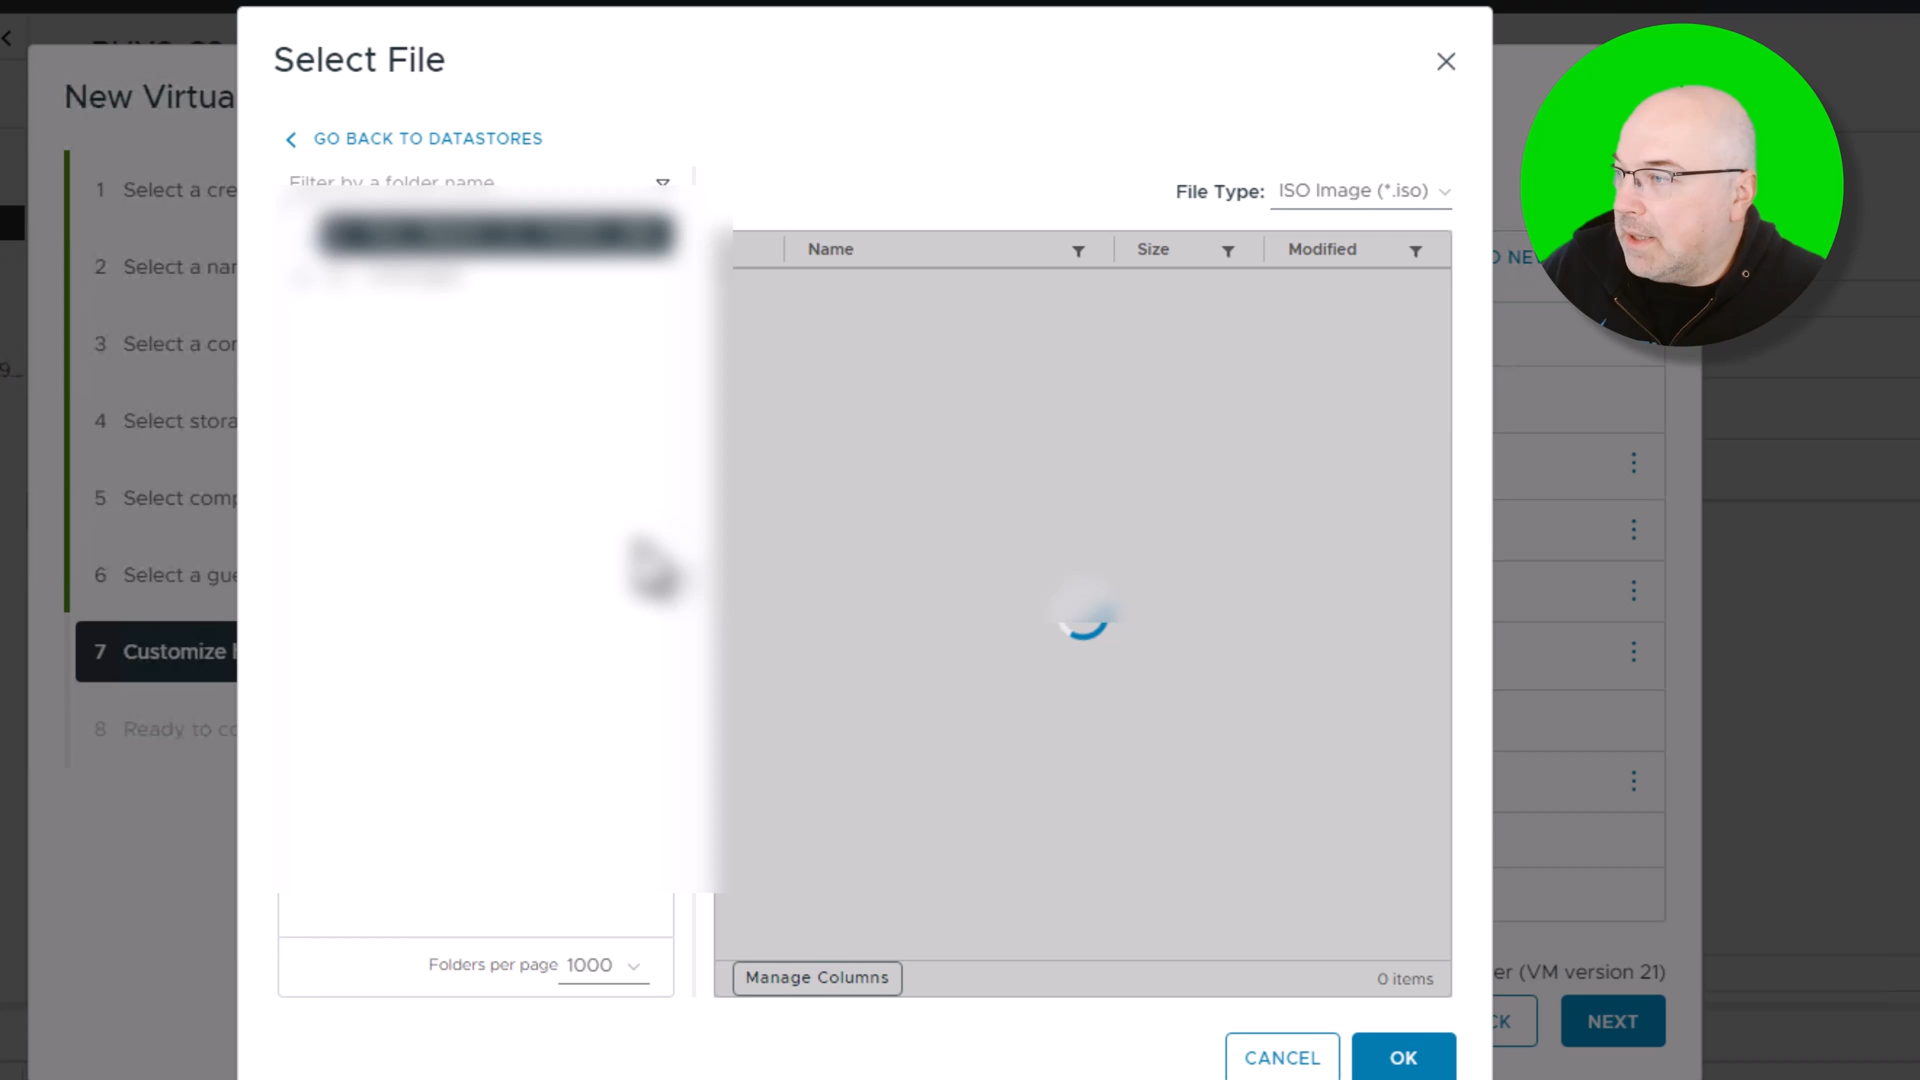 Select File
New Virtua
GO BACK TO DATASTORES
Filter by a folder name
File Type: ISO Image (*.iso)
Name
Size
Modified
1 Select a cre
2 Select a nar
3 Select a cor
4 Select stora
5 Select comp
6 Select a gue
7 Customize
8 Ready to co
Folders per page 1000
Manage Columns
0 items
er (VM version 21)
CK
NEXT
CANCEL
OK